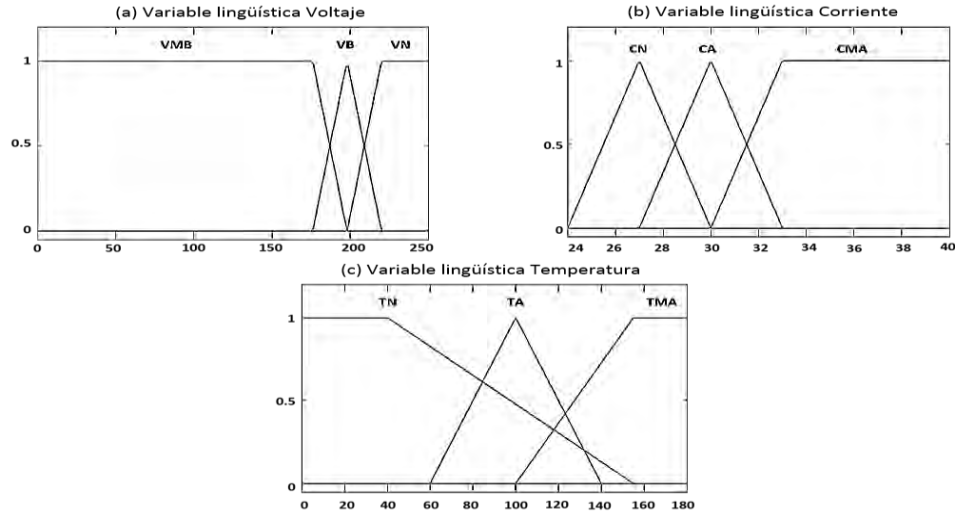 (a) Variable lingüística Voltaje
VMB VB VN
1
0.5
0
0 50 100 150 200 250
(b) Variable lingüística Corriente
CN CA CMA
1
0.5
0
24 26 28 30 32 34 36 38 40
(c) Variable lingüística Temperatura
TN TA TMA
1
0.5
0
0 20 40 60 80 100 120 140 160 180